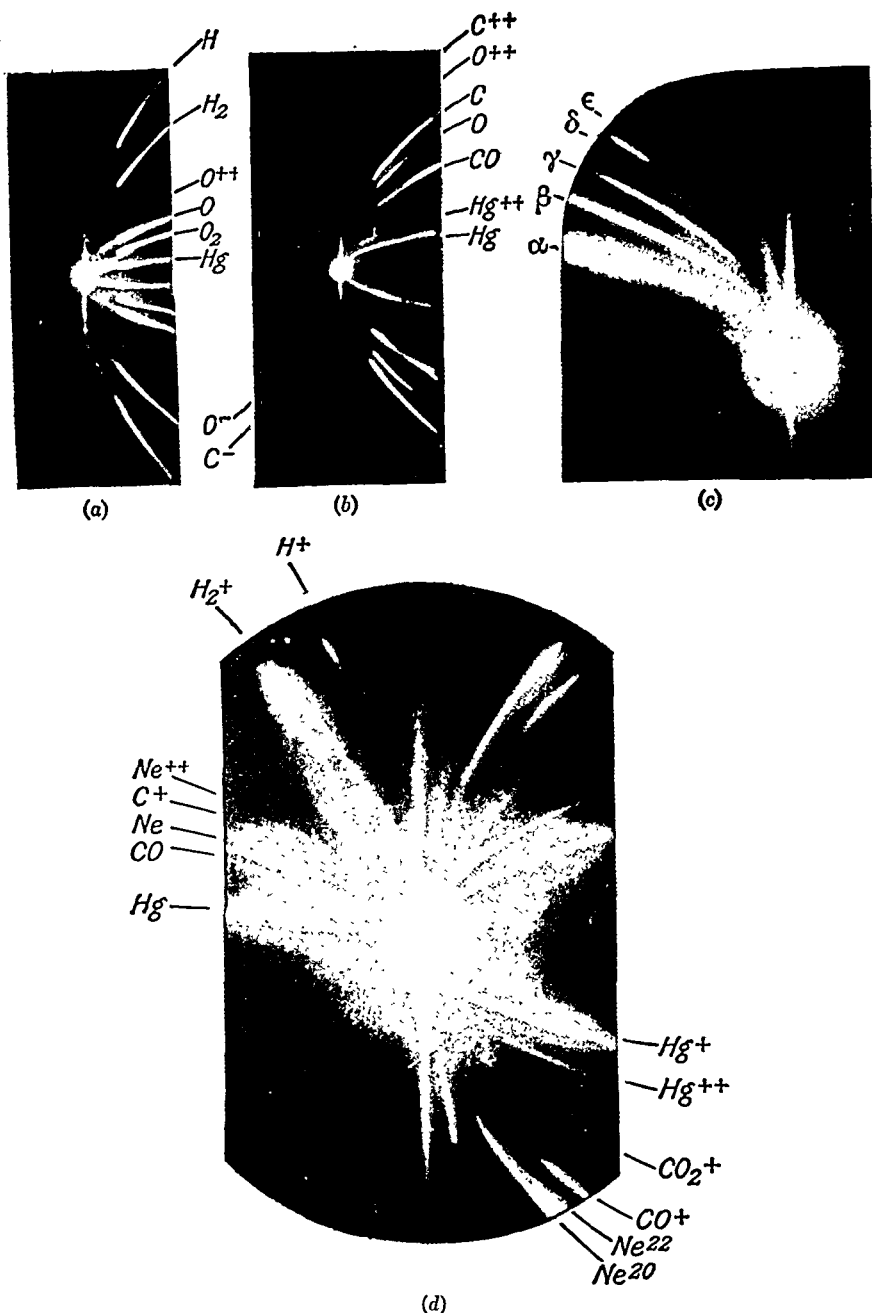 H
H2
O++
O
O2
Hg
(a)
C++
O++
C
O
CO
Hg++
Hg
O−
C−
(b)
ϵ
δ
γ
β
α
(c)
H+
H2+
Ne++
C+
Ne
CO
Hg
Hg+
Hg++
CO2+
CO+
Ne22
Ne20
(d)